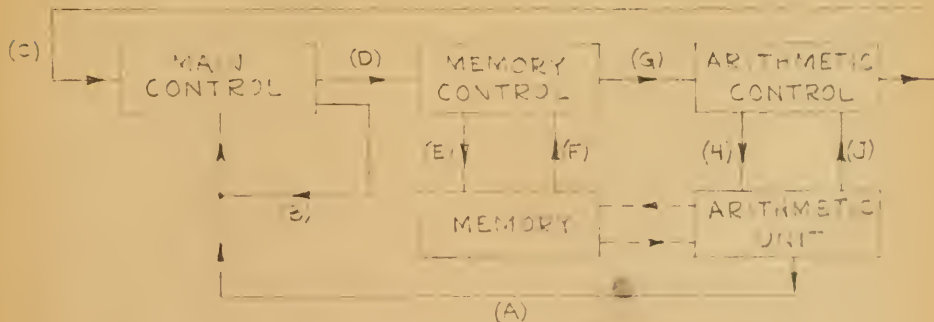 (C)
MAIN
CONTROL
(D)
MEMORY
CONTROL
(G)
ARITHMETIC
CONTROL
(E)
(F)
(H)
(J)
(B)
MEMORY
ARITHMETIC
UNIT
(A)